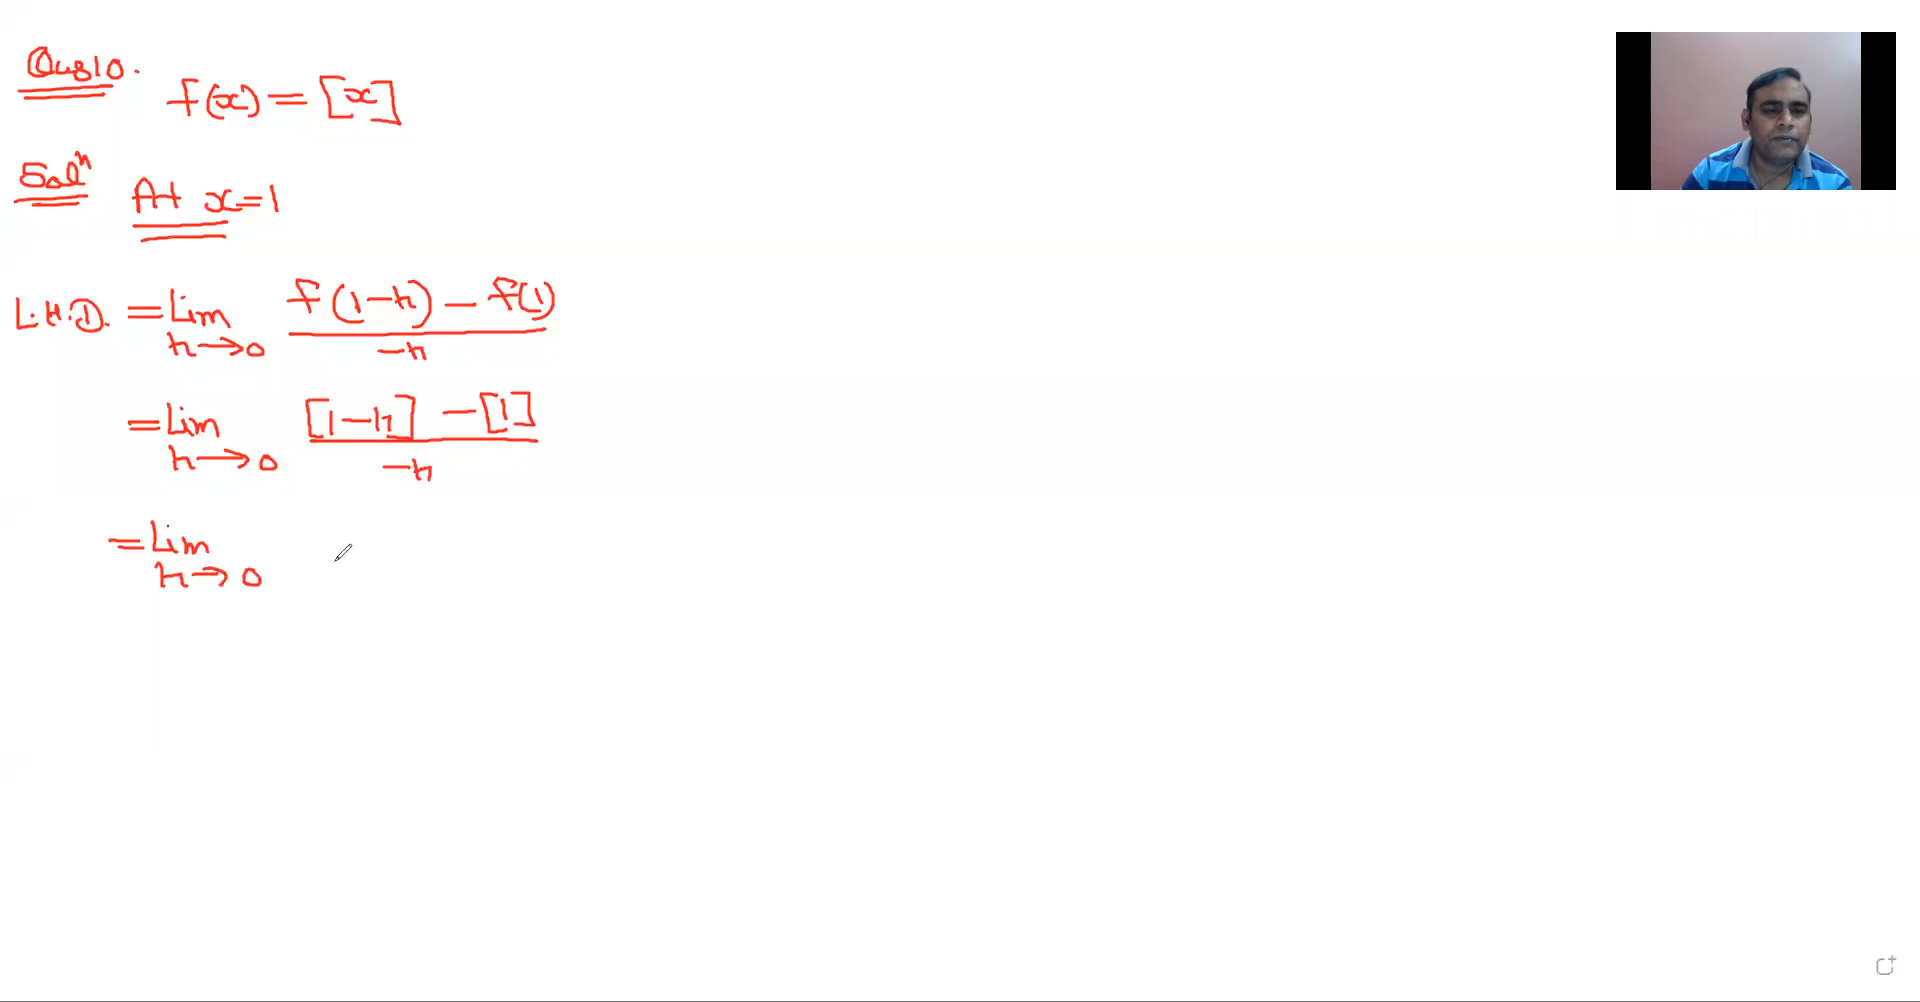 Ques10.
f(x) = [x]
Solⁿ
At x=1
L.H.D. = Lim h→0 f(1-h) - f(1) / -h
= Lim h→0 [1-h] - [1] / -h
= Lim h→0